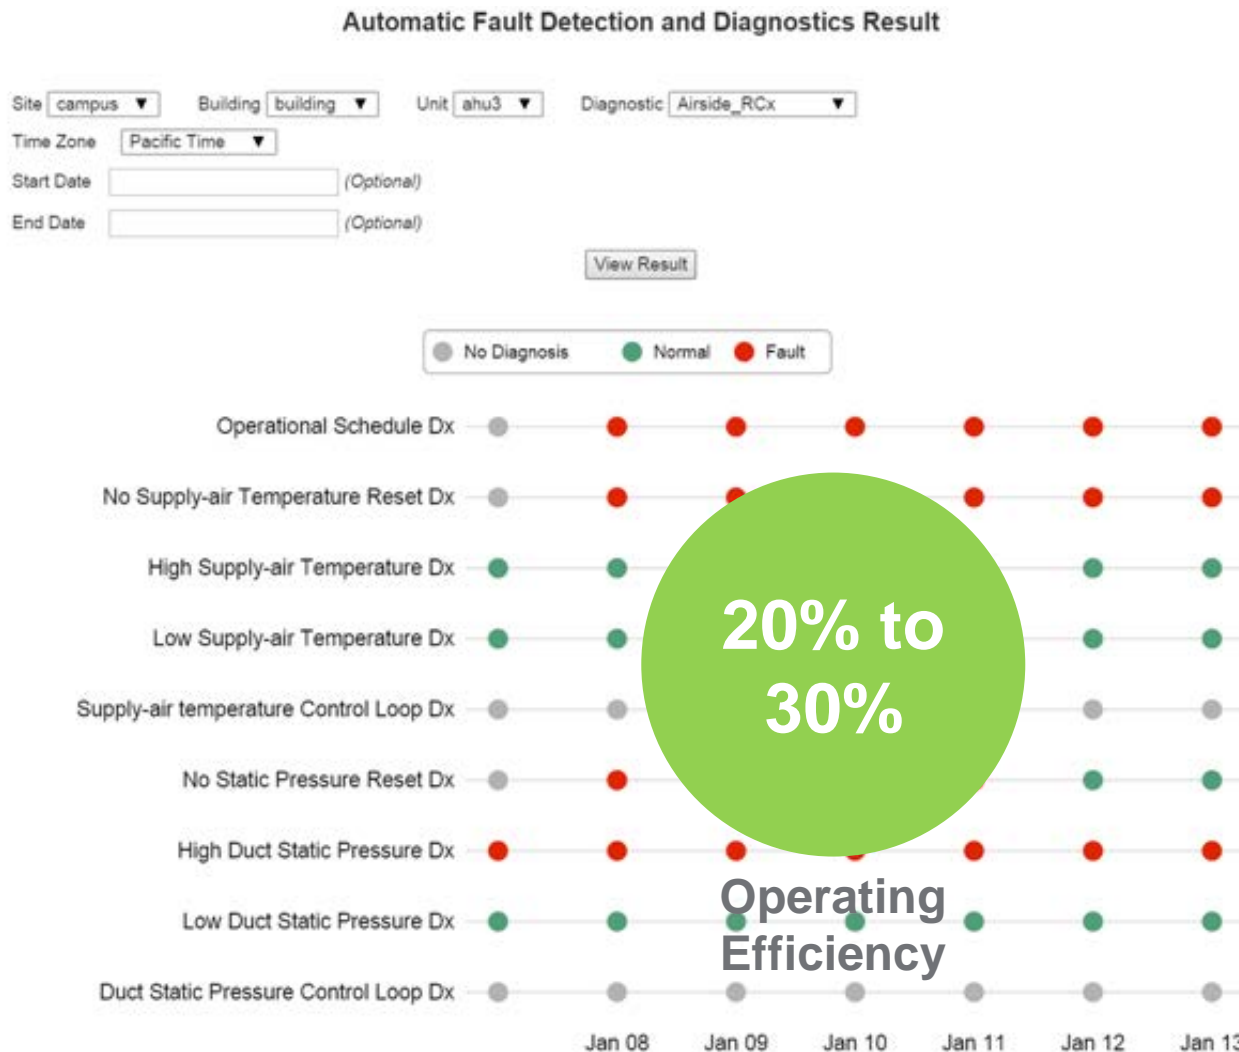 Automatic Fault Detection and Diagnostics Result
Site campus ▼ Building building ▼ Unit ahu3 ▼ Diagnostic Airside_RCx ▼
Time Zone Pacific Time ▼
Start Date (Optional)
End Date (Optional)
View Result
No Diagnosis Normal Fault
Operational Schedule Dx
No Supply-air Temperature Reset Dx
High Supply-air Temperature Dx
Low Supply-air Temperature Dx
Supply-air temperature Control Loop Dx
No Static Pressure Reset Dx
High Duct Static Pressure Dx
Low Duct Static Pressure Dx
Duct Static Pressure Control Loop Dx
20% to
30%
Operating
Efficiency
Jan 08 Jan 09 Jan 10 Jan 11 Jan 12 Jan 13